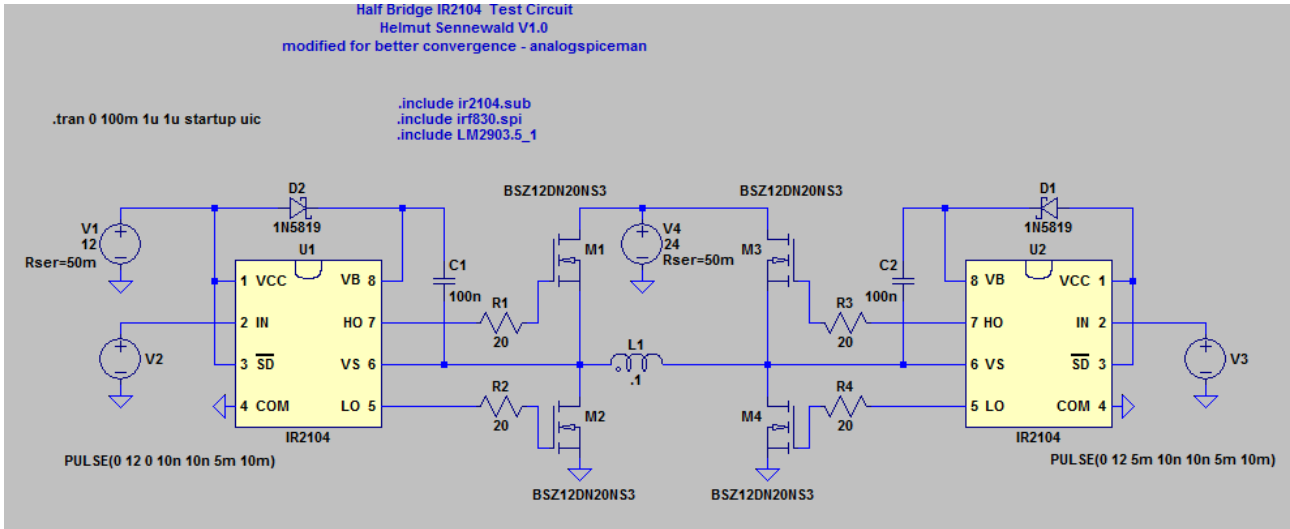 Half Bridge IR2104  Test Circuit
Helmut Sennewald V1.0
modified for better convergence - analogspiceman
.tran 0 100m 1u 1u startup uic
.include ir2104.sub
.include irf830.spi
.include LM2903.5_1
D2
1N5819
BSZ12DN20NS3
BSZ12DN20NS3
D1
1N5819
V1
12
Rser=50m
U1
V4
24
Rser=50m
M1
M3
U2
C1
100n
C2
100n
1 VCC
VB 8
2 IN
HO 7
3 SD
VS 6
4 COM
LO 5
IR2104
R1
20
R2
20
L1
.1
R3
20
R4
20
8 VB
VCC 1
7 HO
IN 2
6 VS
SD 3
5 LO
COM 4
IR2104
V2
V3
M2
M4
PULSE(0 12 0 10n 10n 5m 10m)
PULSE(0 12 5m 10n 10n 5m 10m)
BSZ12DN20NS3
BSZ12DN20NS3